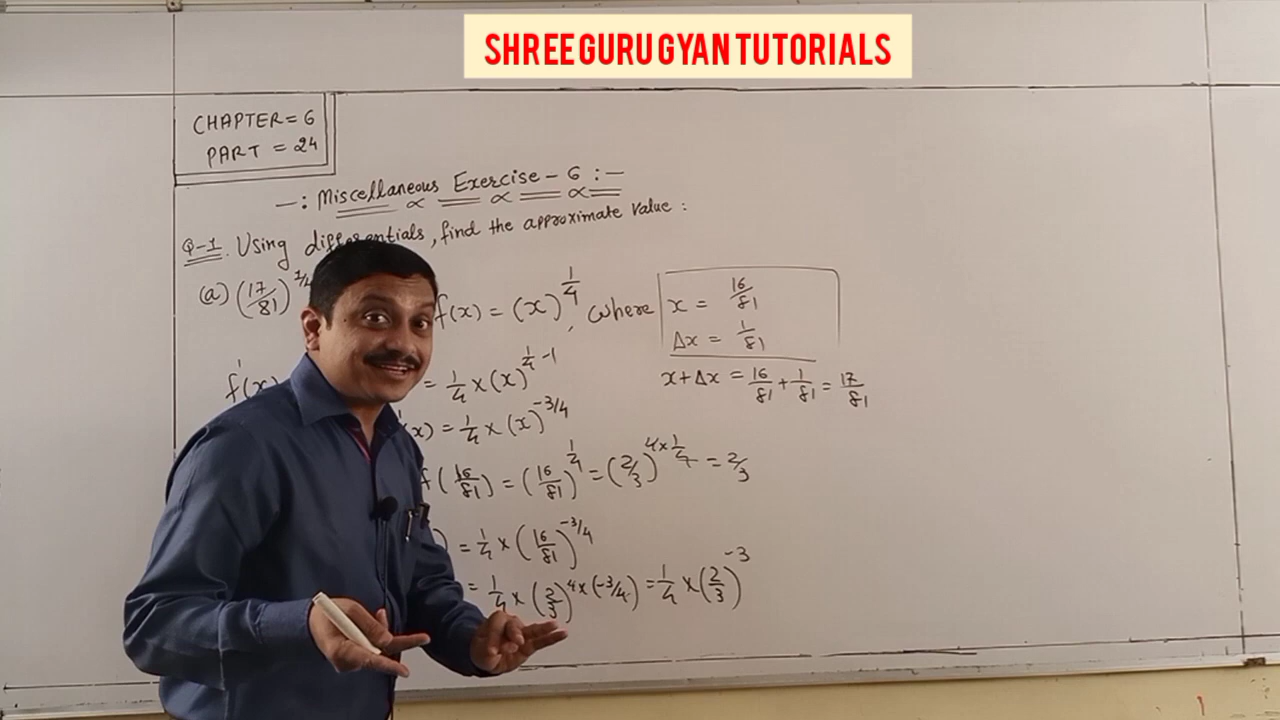 SHREE GURU GYAN TUTORIALS
CHAPTER = 6
PART = 24
—: Miscellaneous Exercise - 6 :—
Q-1. Using differentials, find the approximate value :
(a) (17/81)^1/4 f(x) = (x)^1/4, where x = 16/81
Δx = 1/81
x+Δx = 16/81 + 1/81 = 17/81
f'(x) = 1/4 × (x)^1/4 -1
'(x) = 1/4 × (x)^-3/4
f(16/81) = (16/81)^1/4 = (2/3)^4×1/4 = 2/3
) = 1/4 × (16/81)^-3/4
= 1/4 × (2/3)^4×(-3/4) = 1/4 × (2/3)^-3